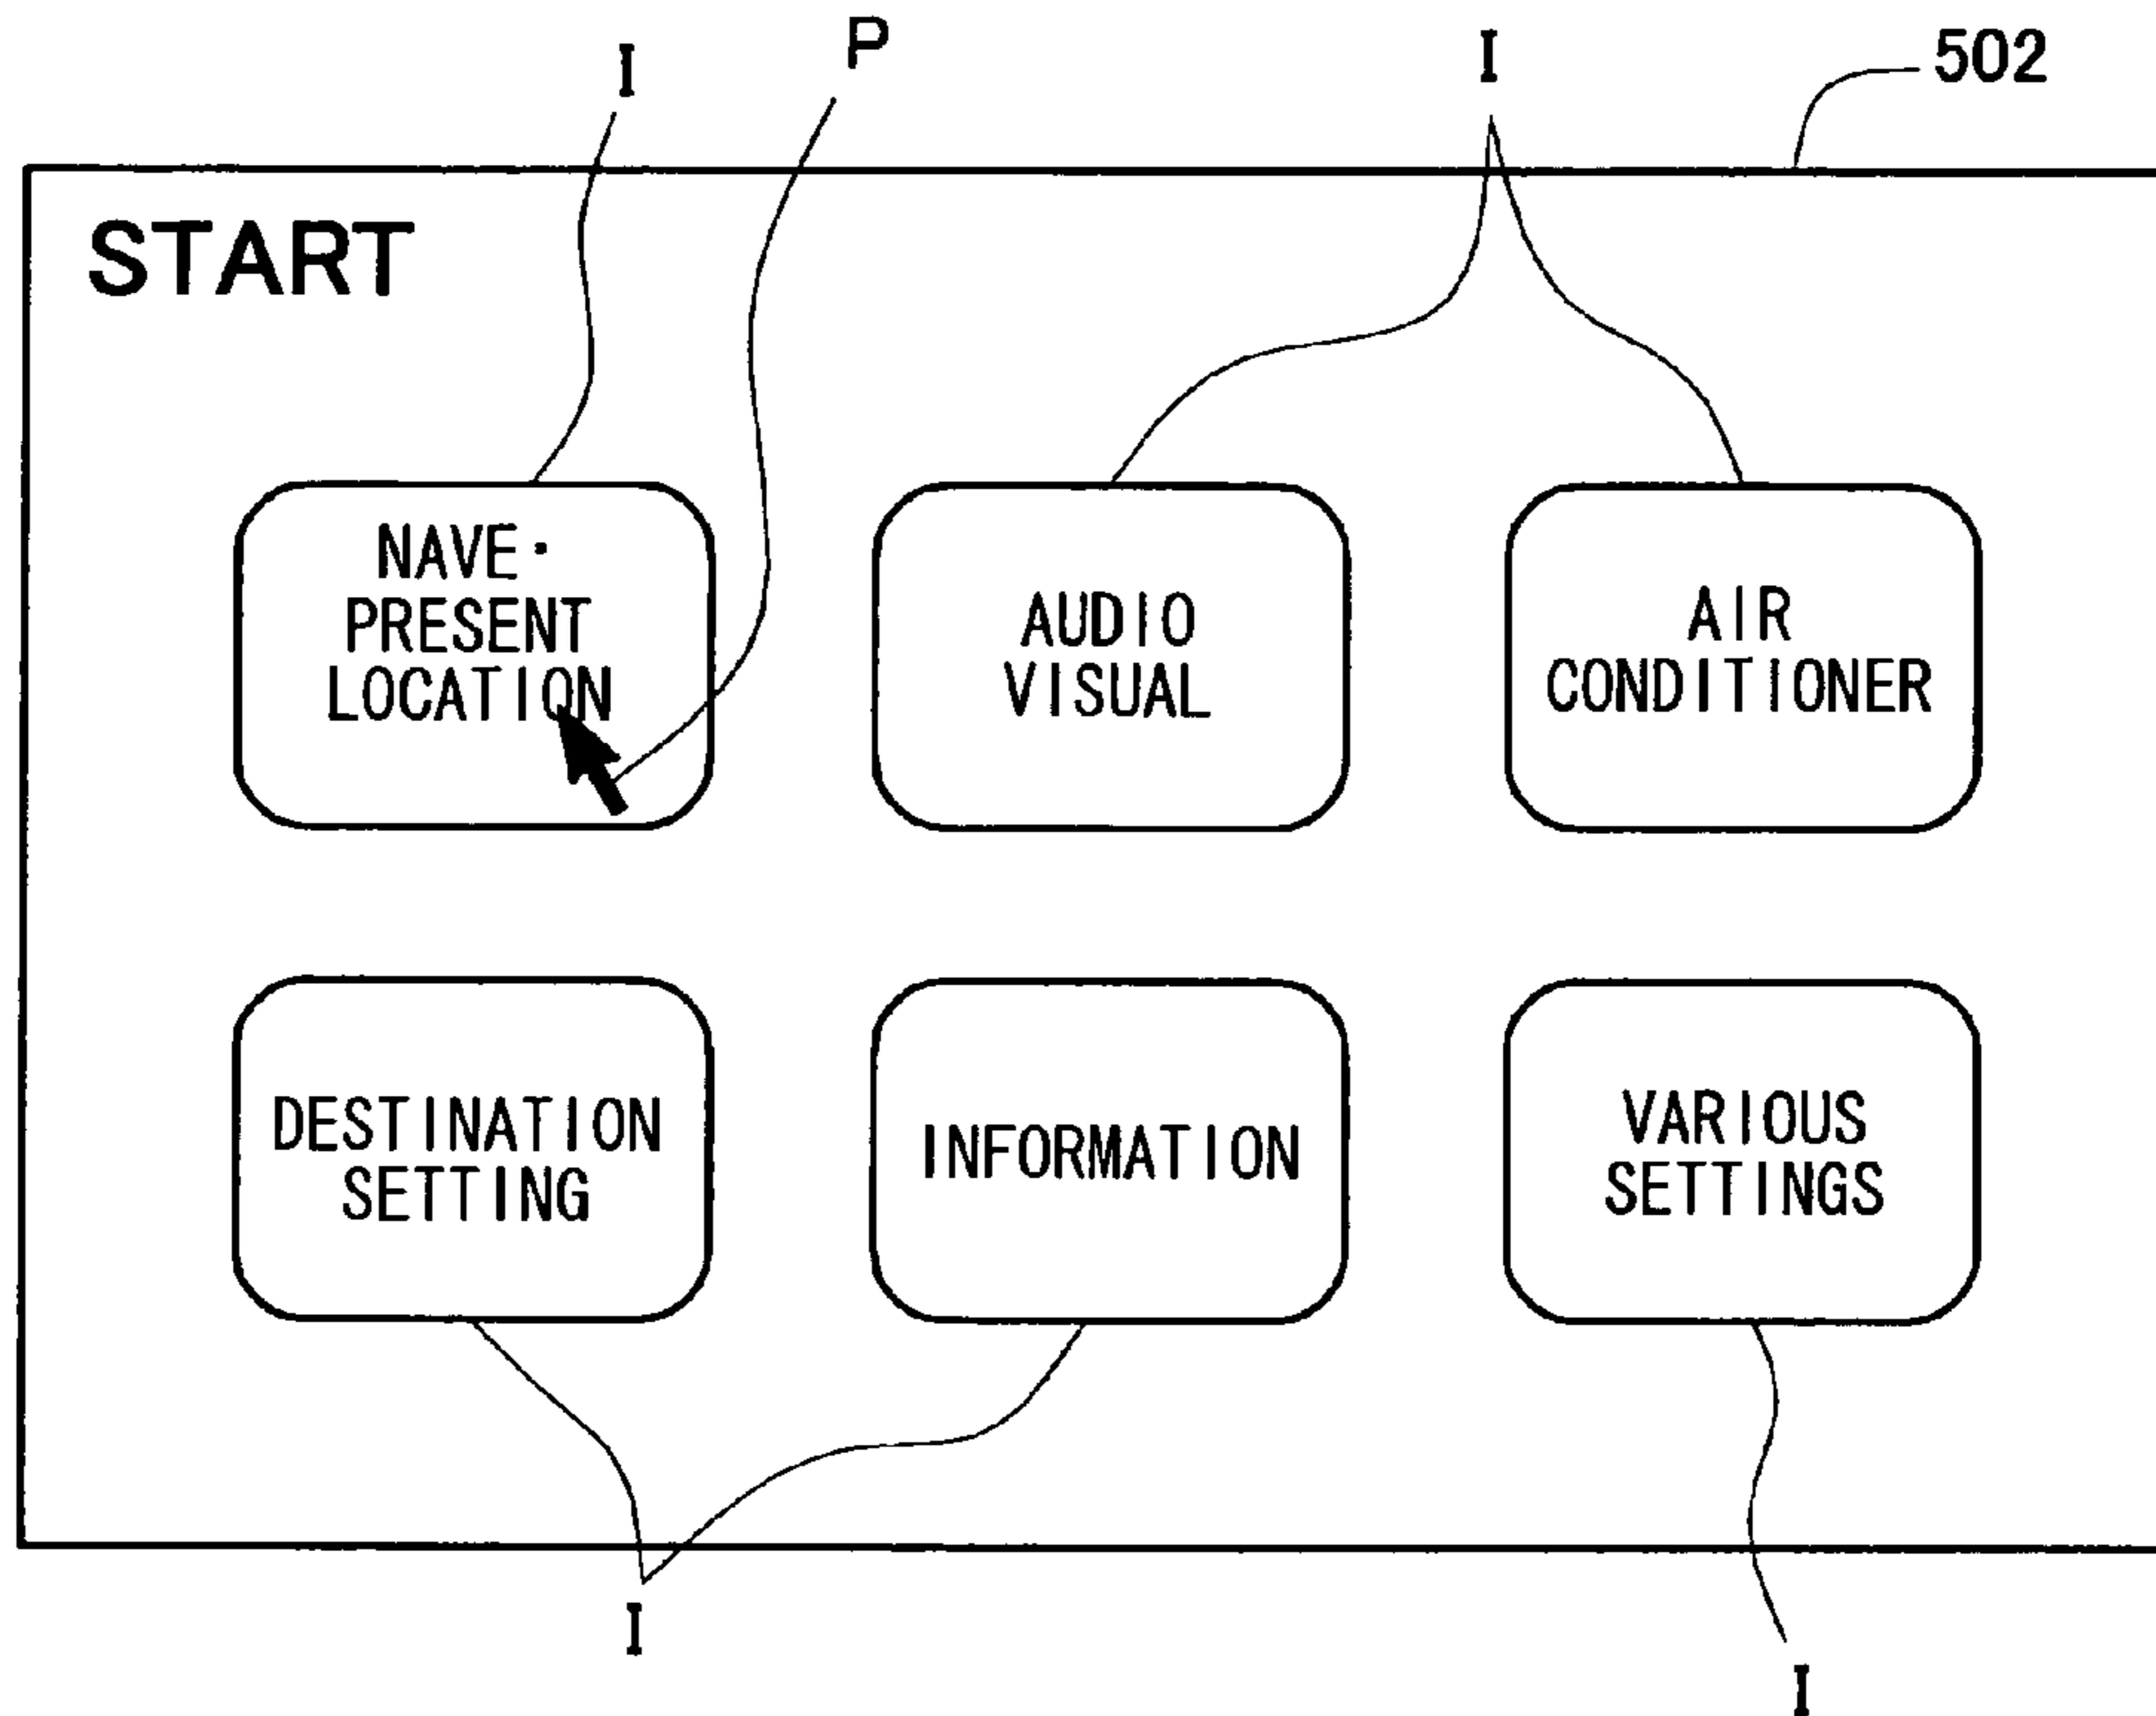 I P I 502
START
NAVE・
PRESENT
LOCATION
AUDIO
VISUAL
AIR
CONDITIONER
DESTINATION
SETTING
INFORMATION
VARIOUS
SETTINGS
I
I